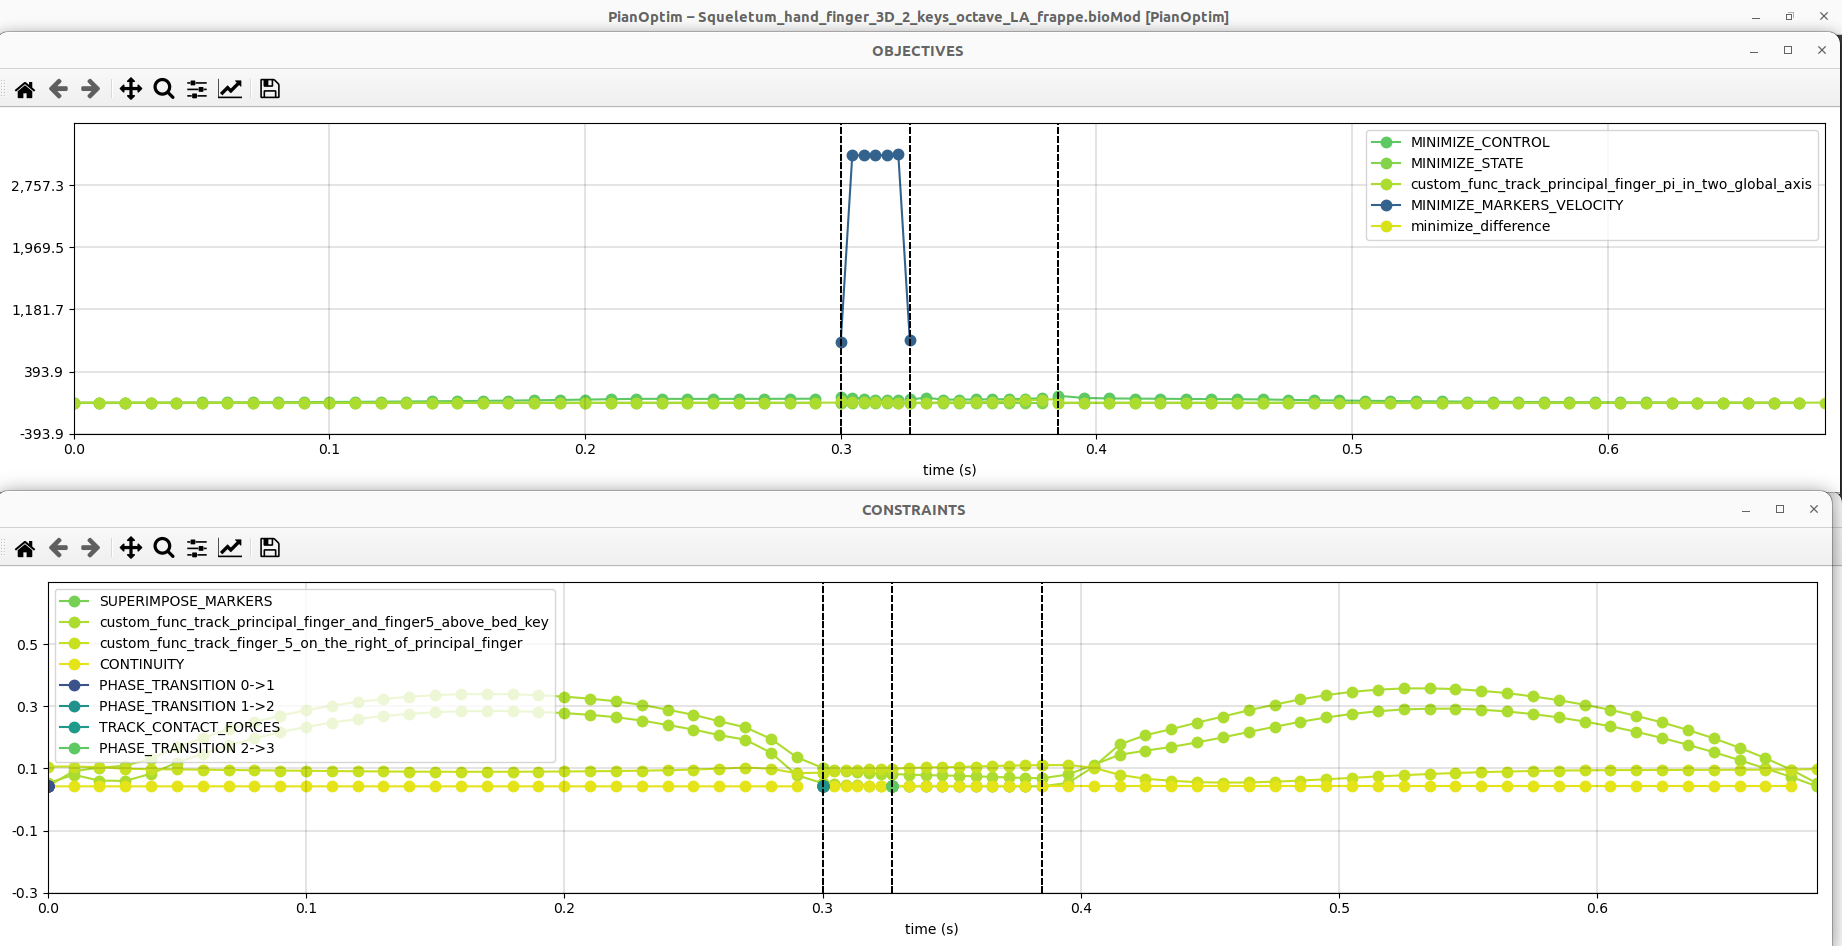 PianOptim – Squeletum_hand_finger_3D_2_keys_octave_LA_frappe.bioMod [PianOptim]
OBJECTIVES
MINIMIZE_CONTROL
MINIMIZE_STATE
custom_func_track_principal_finger_pi_in_two_global_axis
MINIMIZE_MARKERS_VELOCITY
minimize_difference
2,757.3
1,969.5
1,181.7
393.9
-393.9
0.0 0.1 0.2 0.3 0.4 0.5 0.6
time (s)
CONSTRAINTS
SUPERIMPOSE_MARKERS
custom_func_track_principal_finger_and_finger5_above_bed_key
custom_func_track_finger_5_on_the_right_of_principal_finger
CONTINUITY
PHASE_TRANSITION 0->1
PHASE_TRANSITION 1->2
TRACK_CONTACT_FORCES
PHASE_TRANSITION 2->3
0.5
0.3
0.1
-0.1
-0.3
0.0 0.1 0.2 0.3 0.4 0.5 0.6
time (s)